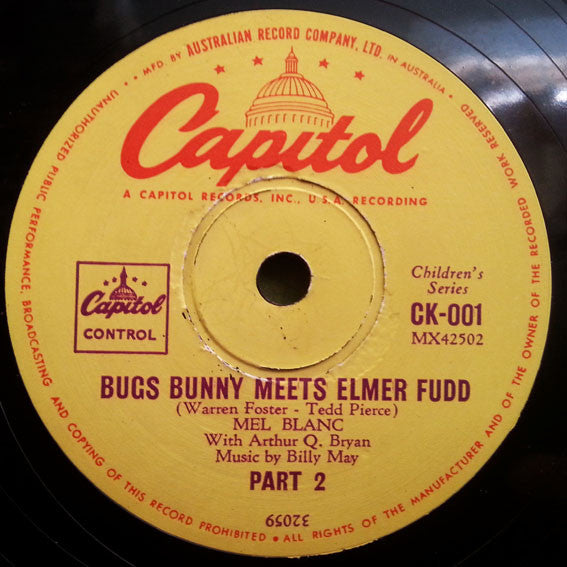 • MFD. BY AUSTRALIAN RECORD COMPANY, LTD. IN AUSTRALIA •
Capitol
A CAPITOL RECORDS, INC., U.S.A. RECORDING
Capitol
CONTROL
Children's
Series
CK-001
MX42502
BUGS BUNNY MEETS ELMER FUDD
(Warren Foster - Tedd Pierce)
MEL BLANC
With Arthur Q. Bryan
Music by Billy May
PART 2
32059
UNAUTHORIZED PUBLIC PERFORMANCE, BROADCASTING AND COPYING OF THIS RECORD PROHIBITED • ALL RIGHTS OF THE MANUFACTURER AND OF THE OWNER OF THE RECORDED WORK RESERVED